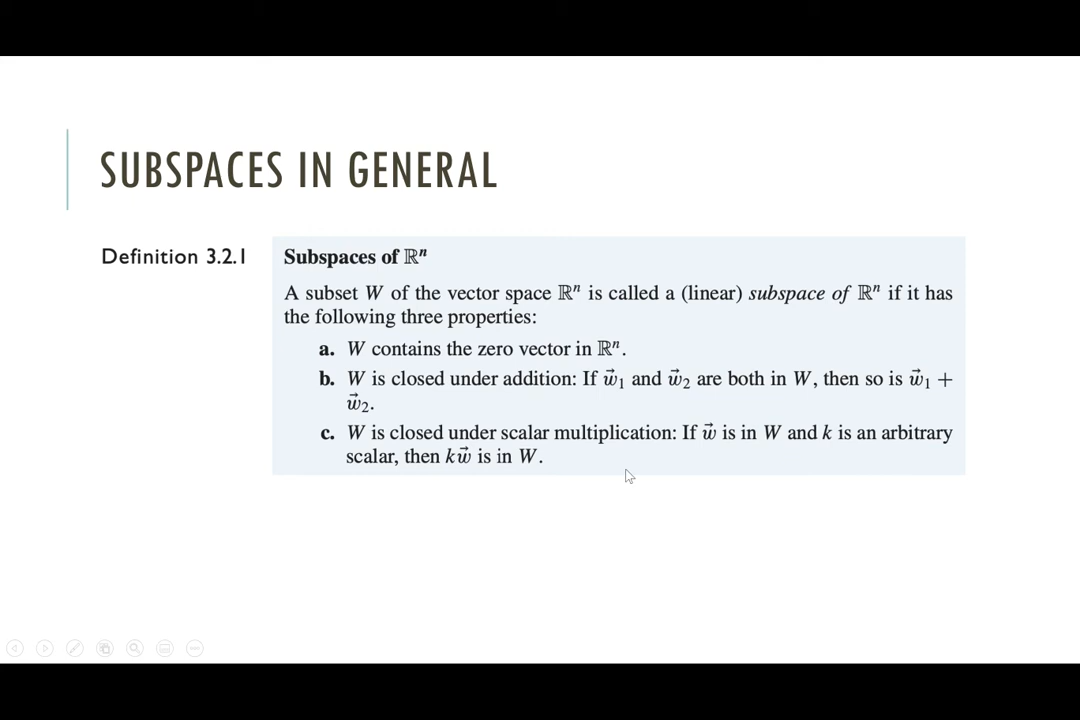 SUBSPACES IN GENERAL
Definition 3.2.1
Subspaces of ℝⁿ
A subset W of the vector space ℝⁿ is called a (linear) subspace of ℝⁿ if it has
the following three properties:
a. W contains the zero vector in ℝⁿ.
b. W is closed under addition: If w⃗₁ and w⃗₂ are both in W, then so is w⃗₁ +
w⃗₂.
c. W is closed under scalar multiplication: If w⃗ is in W and k is an arbitrary
scalar, then kw⃗ is in W.